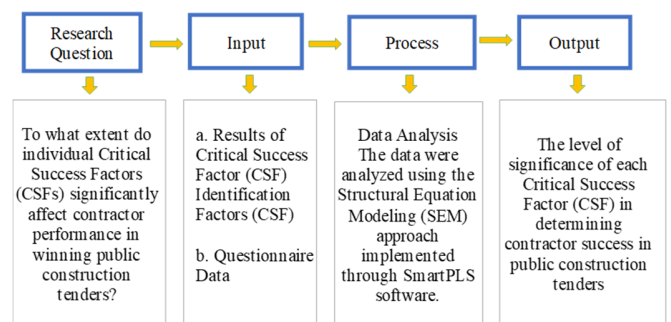 Research
Question
Input
Process
Output
To what extent do
individual Critical
Success Factors
(CSFs) significantly
affect contractor
performance in
winning public
construction
tenders?
a. Results of
Critical Success
Factor (CSF)
Identification
Factors (CSF)
b. Questionnaire
Data
Data Analysis
The data were
analyzed using the
Structural Equation
Modeling (SEM)
approach
implemented
through SmartPLS
software.
The level of
significance of each
Critical Success
Factor (CSF) in
determining
contractor success in
public construction
tenders